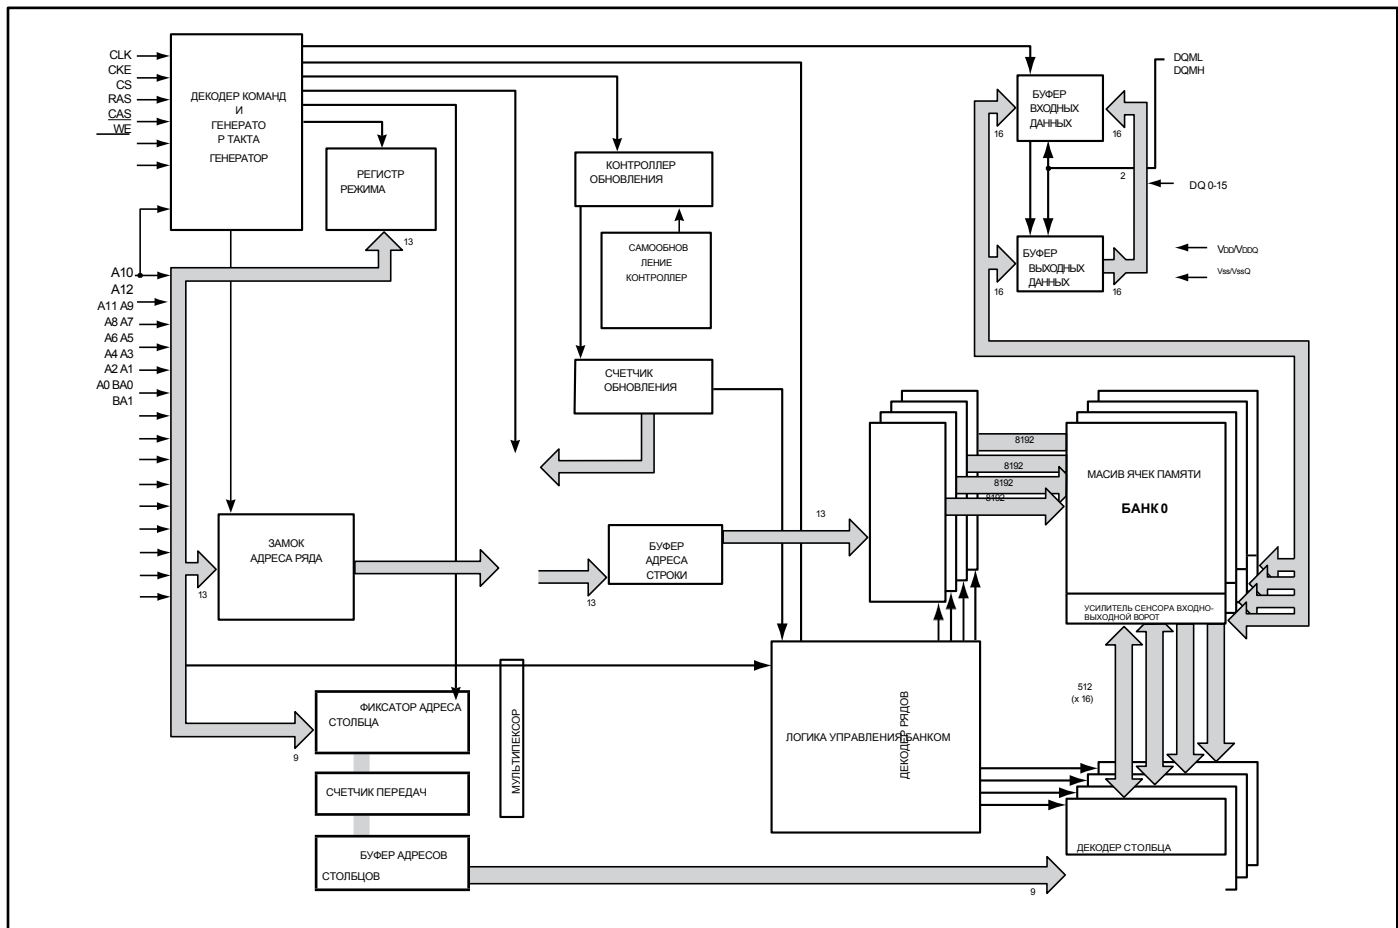 CLK
CKE
CS
RAS
CAS
WE
ДЕКОДЕР КОМАНД
И
ГЕНЕРАТО
Р ТАКТА
ГЕНЕРАТОР
РЕГИСТР
РЕЖИМА
13
КОНТРОЛЛЕР
ОБНОВЛЕНИЯ
САМООБНОВ
ЛЕНИЕ
КОНТРОЛЛЕР
СЧЕТЧИК
ОБНОВЛЕНИЯ
DQML
DQMH
БУФЕР
ВХОДНЫХ
ДАННЫХ
16
16
2
DQ 0-15
БУФЕР
ВЫХОДНЫХ
ДАННЫХ
16
16
VDD/VDDQ
Vss/VssQ
A10
A12
A11 A9
A8 A7
A6 A5
A4 A3
A2 A1
A0 BA0
BA1
8192
8192
8192
8192
МАСИВ ЯЧЕК ПАМЯТИ
БАНК 0
УСИЛИТЕЛЬ СЕНСОРА ВХОДНО-
ВЫХОДНОЙ ВОРОТ
ЗАМОК
АДРЕСА РЯДА
13
БУФЕР
АДРЕСА
СТРОКИ
13
13
МУЛЬТИПЕКСОР
ЛОГИКА УПРАВЛЕНИЯ БАНКОМ
ДЕКОДЕР РЯДОВ
512
(x 16)
ФИКСАТОР АДРЕСА
СТОЛБЦА
9
СЧЕТЧИК ПЕРЕДАЧ
БУФЕР АДРЕСОВ
СТОЛБЦОВ
9
ДЕКОДЕР СТОЛБЦА